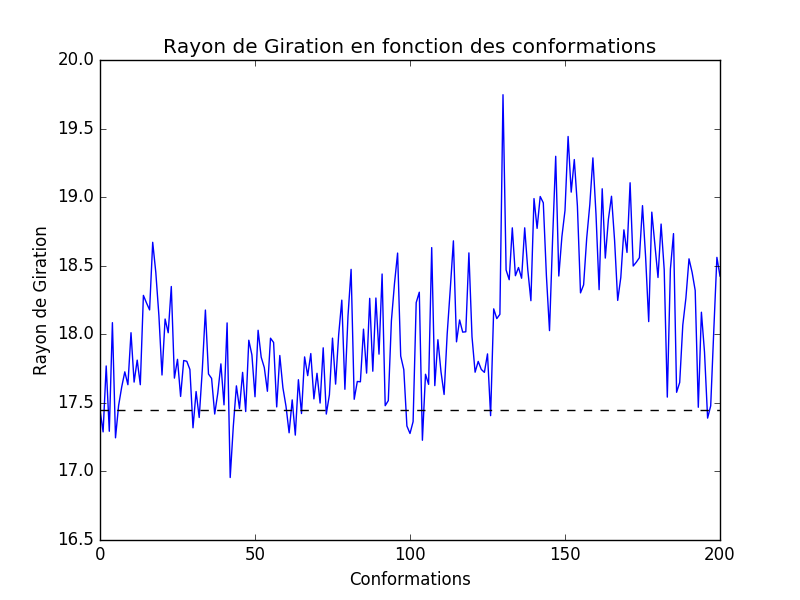 Rayon de Giration en fonction des conformations
20.0
19.5
19.0
18.5
18.0
17.5
17.0
16.5
Rayon de Giration
0 50 100 150 200
Conformations